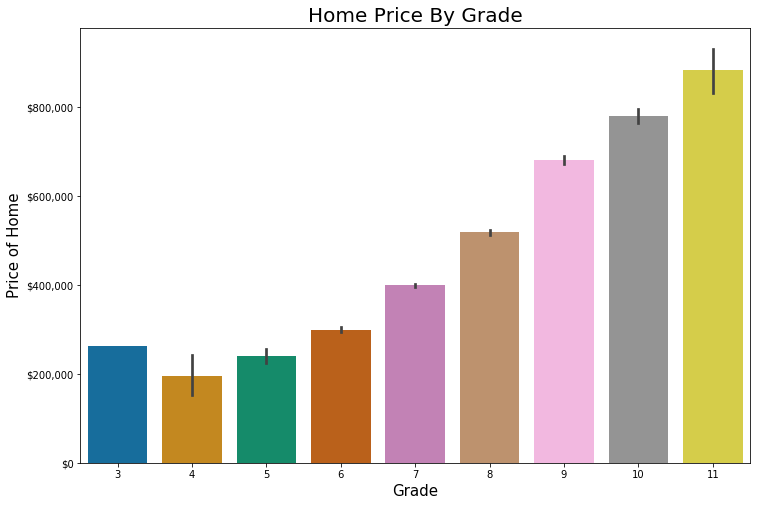 Home Price By Grade
Price of Home
$800,000
$600,000
$400,000
$200,000
$0
3 4 5 6 7 8 9 10 11
Grade